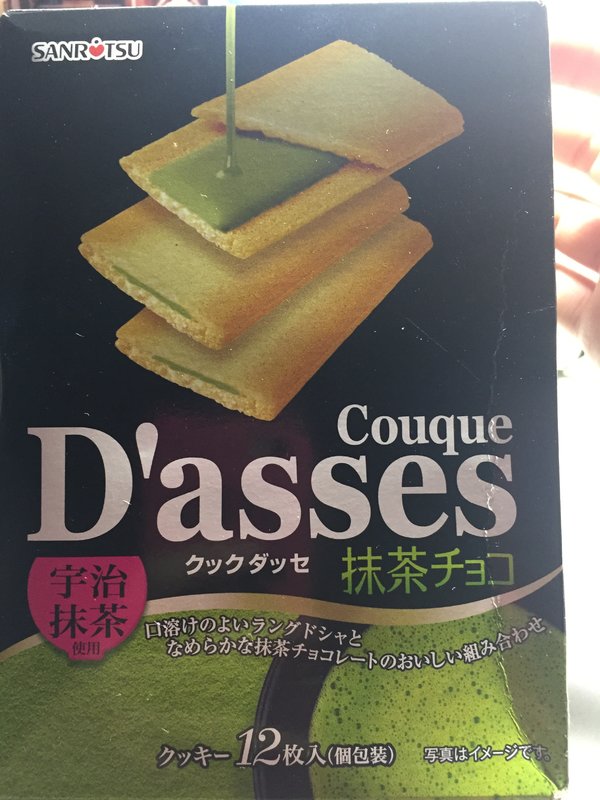 SANRITSU
Couque
D'asses
クックダッセ 抹茶チョコ
宇治
抹茶
使用
口溶けのよいラングドシャと
なめらかな抹茶チョコレートのおいしい組み合わせ
クッキー12枚入(個包装)
写真はイメージです。